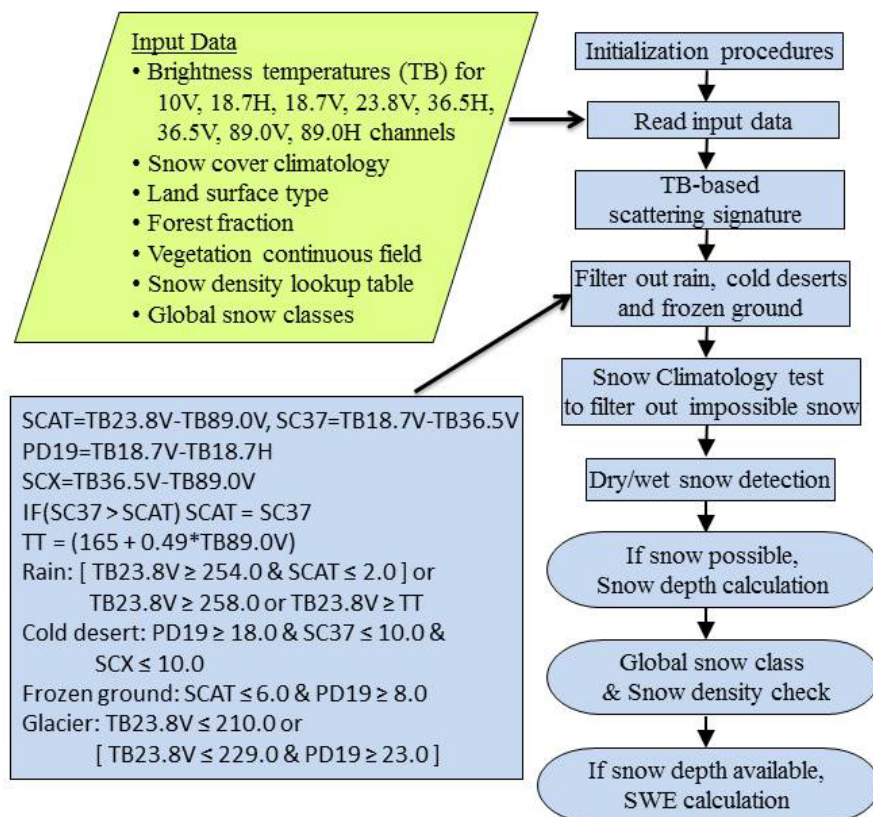 Input Data
• Brightness temperatures (TB) for
10V, 18.7H, 18.7V, 23.8V, 36.5H,
36.5V, 89.0V, 89.0H channels
• Snow cover climatology
• Land surface type
• Forest fraction
• Vegetation continuous field
• Snow density lookup table
• Global snow classes
Initialization procedures
Read input data
TB-based
scattering signature
Filter out rain, cold deserts
and frozen ground
Snow Climatology test
to filter out impossible snow
Dry/wet snow detection
If snow possible,
Snow depth calculation
Global snow class
& Snow density check
If snow depth available,
SWE calculation
SCAT=TB23.8V-TB89.0V, SC37=TB18.7V-TB36.5V
PD19=TB18.7V-TB18.7H
SCX=TB36.5V-TB89.0V
IF(SC37 > SCAT) SCAT = SC37
TT = (165 + 0.49*TB89.0V)
Rain: [ TB23.8V ≥ 254.0 & SCAT ≤ 2.0 ] or
TB23.8V ≥ 258.0 or TB23.8V ≥ TT
Cold desert: PD19 ≥ 18.0 & SC37 ≤ 10.0 &
SCX ≤ 10.0
Frozen ground: SCAT ≤ 6.0 & PD19 ≥ 8.0
Glacier: TB23.8V ≤ 210.0 or
[ TB23.8V ≤ 229.0 & PD19 ≥ 23.0 ]